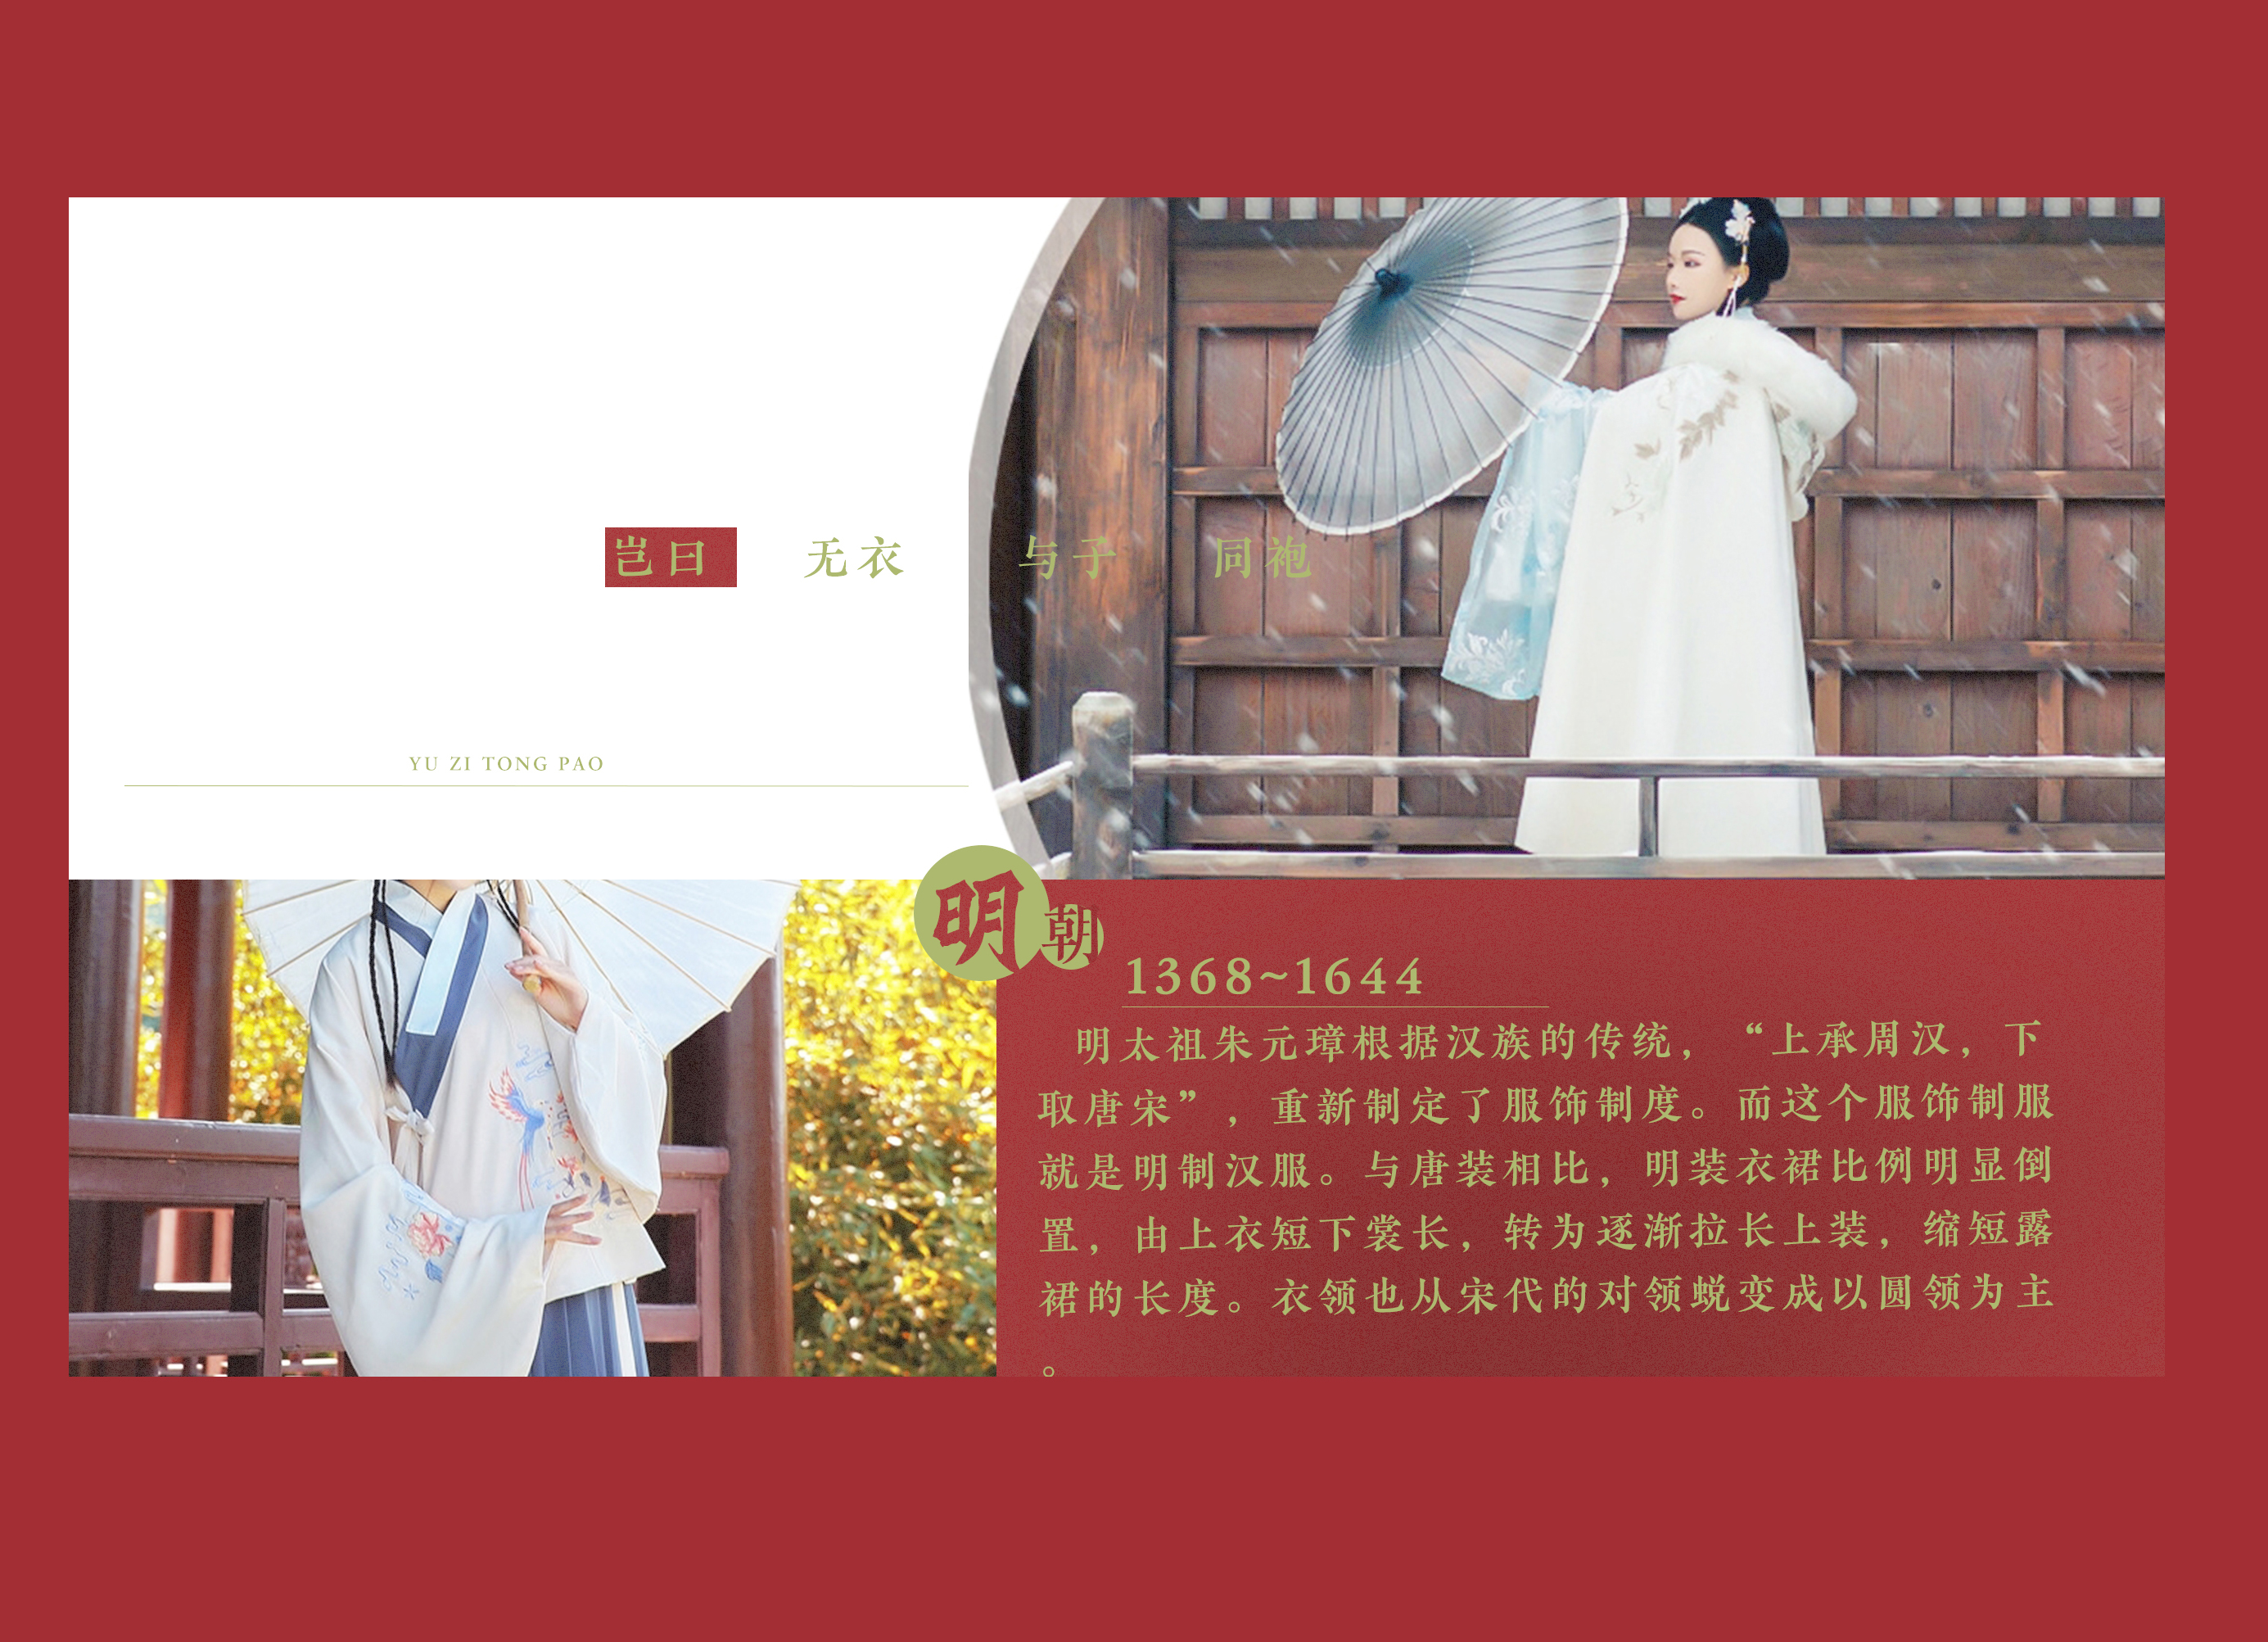 岂曰 无衣 与子 同袍
YU ZI TONG PAO
明朝
1368~1644
明太祖朱元璋根据汉族的传统，“上承周汉，下
取唐宋”，重新制定了服饰制度。而这个服饰制服
就是明制汉服。与唐装相比，明装衣裙比例明显倒
置，由上衣短下裳长，转为逐渐拉长上装，缩短露
裙的长度。衣领也从宋代的对领蜕变成以圆领为主
。